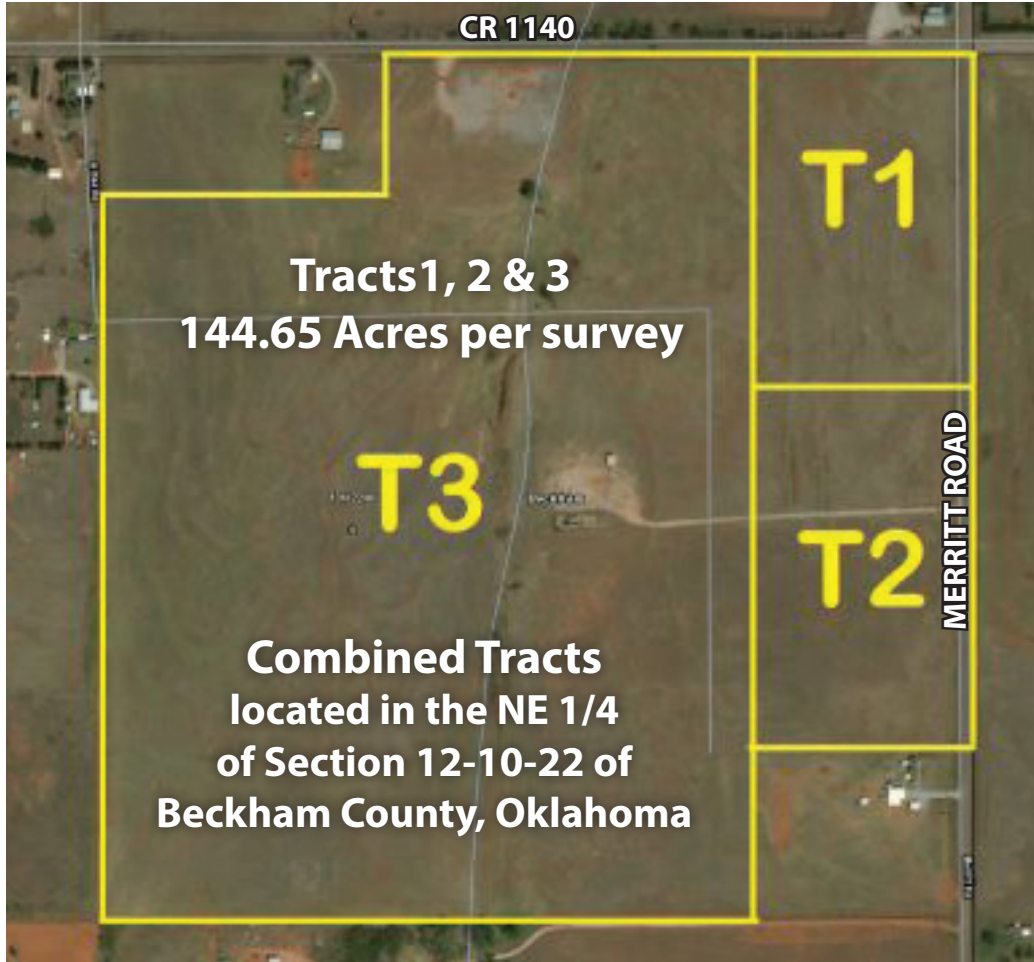 CR 1140
T1
Tracts1, 2 & 3
144.65 Acres per survey
T3
T2
MERRITT ROAD
Combined Tracts
located in the NE 1/4
of Section 12-10-22 of
Beckham County, Oklahoma